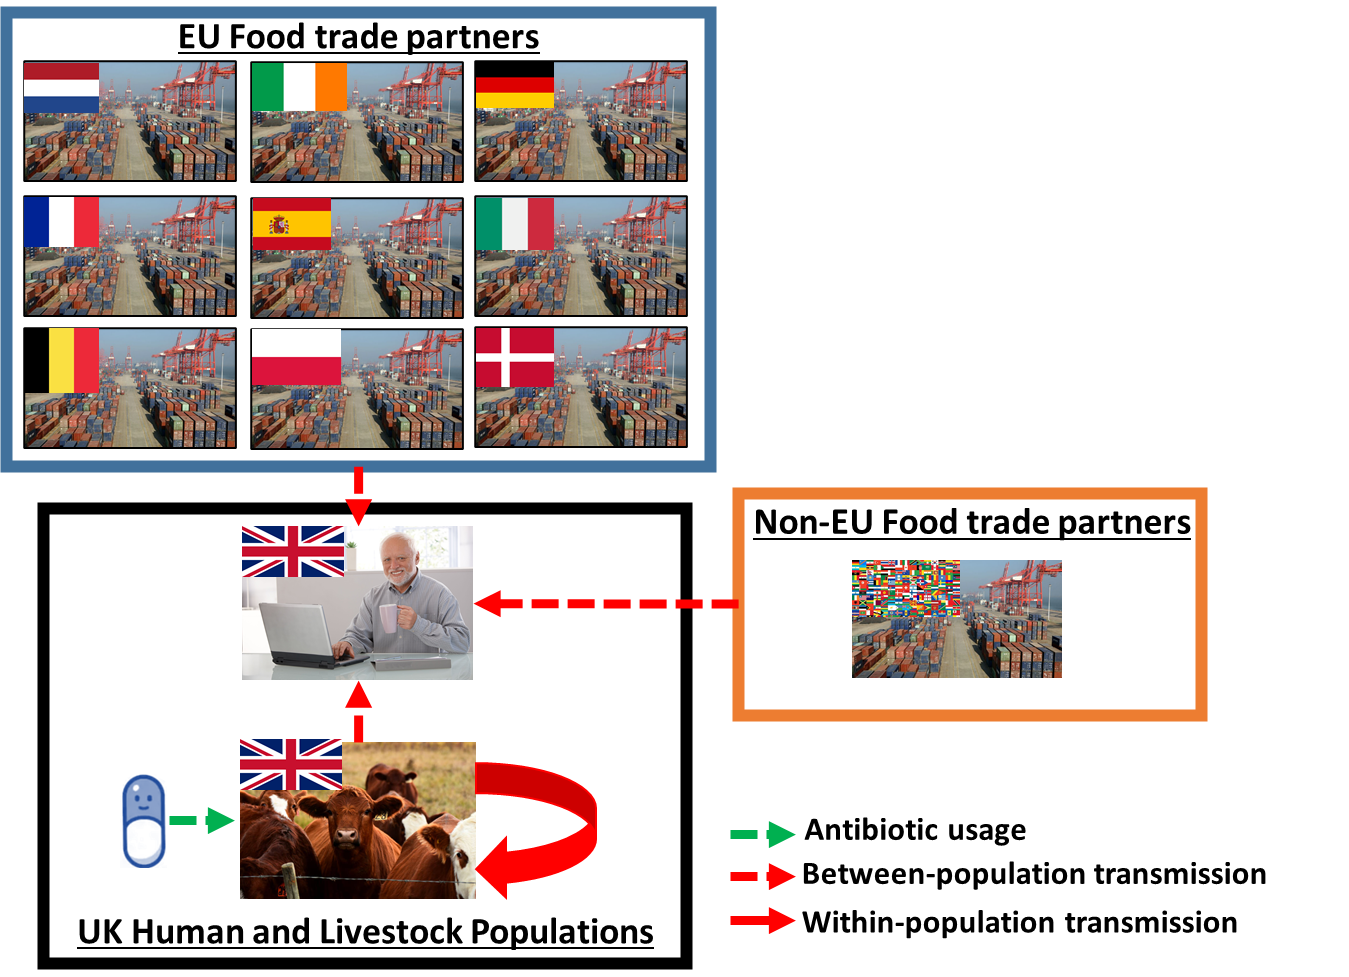 EU Food trade partners
Non-EU Food trade partners
Antibiotic usage
Between-population transmission
Within-population transmission
UK Human and Livestock Populations